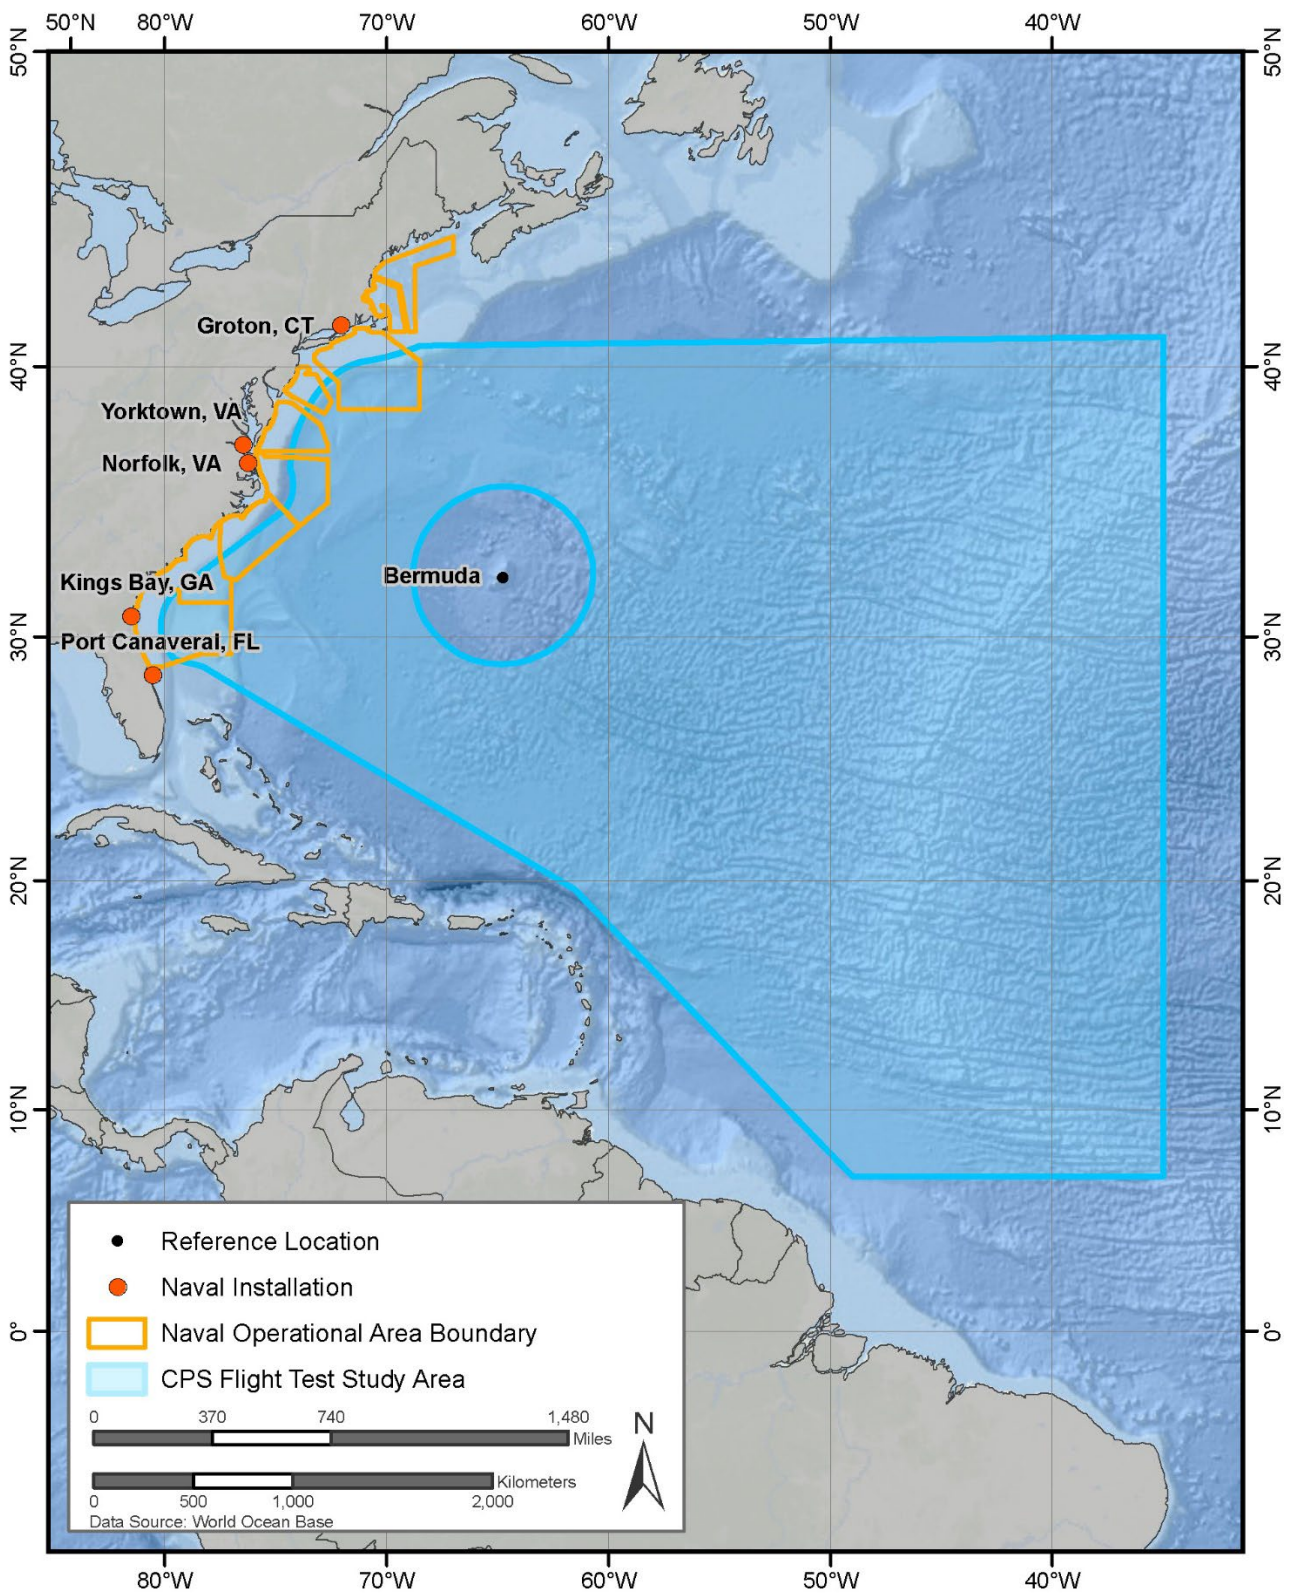 50°N 80°W 70°W 60°W 50°W 40°W
50°N 50°N
Groton, CT
40°N 40°N
Yorktown, VA
Norfolk, VA
Bermuda
Kings Bay, GA
30°N 30°N
Port Canaveral, FL
20°N 20°N
10°N 10°N
Reference Location
Naval Installation
Naval Operational Area Boundary
0° 0°
CPS Flight Test Study Area
0 370 740 1,480
Miles
N
Kilometers
0 500 1,000 2,000
Data Source: World Ocean Base
80°W 70°W 60°W 50°W 40°W